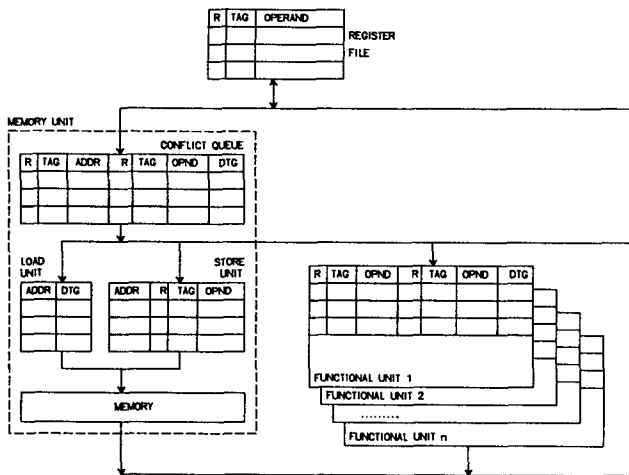 R TAG OPERAND
REGISTER
FILE
MEMORY UNIT
CONFLICT QUEUE
R TAG ADDR R TAG OPND DTG
LOAD
UNIT
STORE
UNIT
ADDR DTG
ADDR R TAG OPND
R TAG OPND R TAG OPND DTG
FUNCTIONAL UNIT 1
FUNCTIONAL UNIT 2
.........
FUNCTIONAL UNIT n
MEMORY